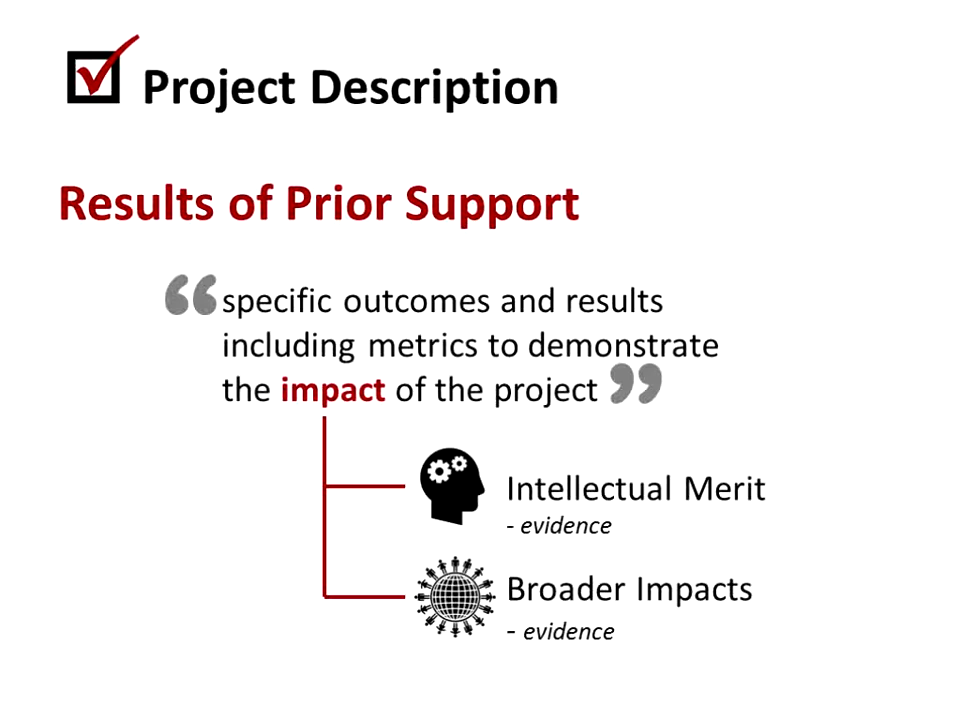 Project Description
Results of Prior Support
“specific outcomes and results
including metrics to demonstrate
the impact of the project”
Intellectual Merit
- evidence
Broader Impacts
- evidence